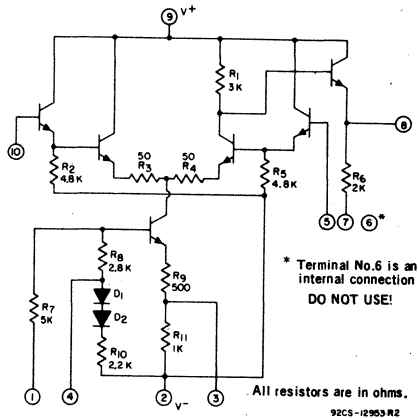 9 V+
R1
3K
10
8
50
R3
50
R4
R2
4.8K
R5
4.8K
R6
2K
5
7
6*
* Terminal No.6 is an
internal connection
DO NOT USE!
R8
2.8K
R9
500
R7
5K
D1
D2
R10
2.2K
R11
1K
1
4
2 V-
3
All resistors are in ohms.
92CS-12953R2